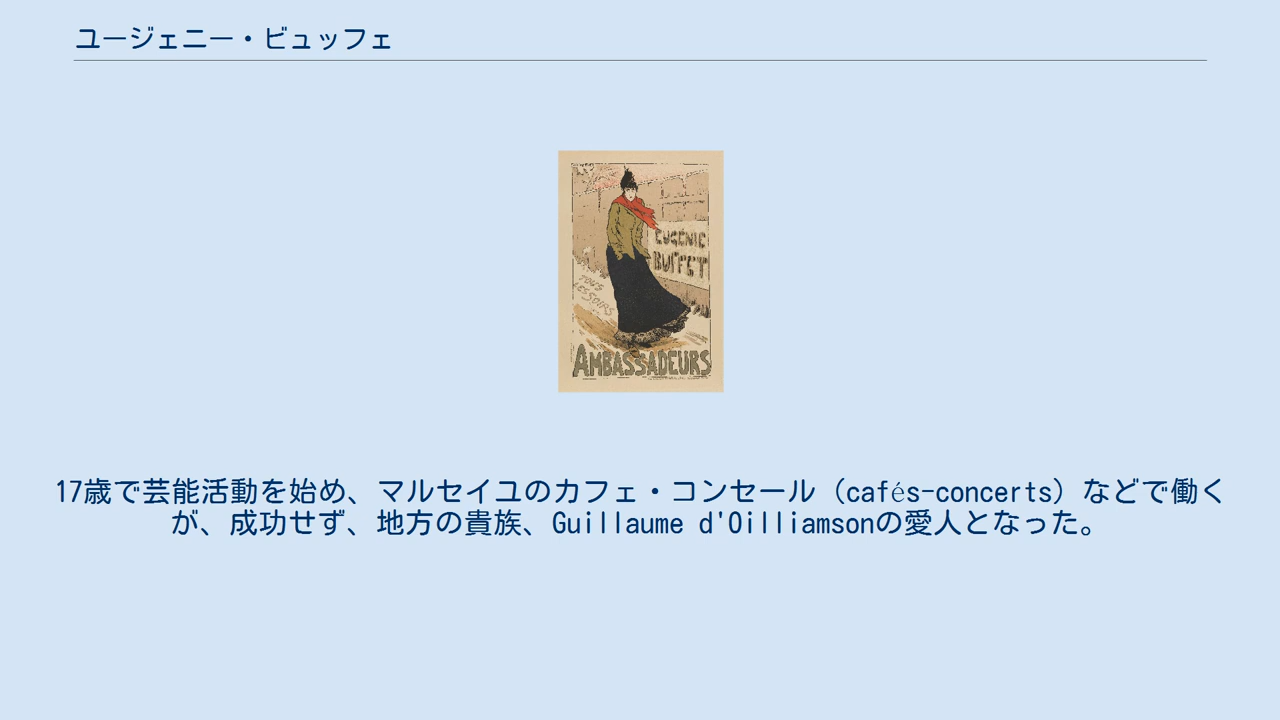 ユージェニー・ビュッフェ
EUGÉNIE
BUFFET
TOUS
LES SOIRS
AMBASSADEURS
17歳で芸能活動を始め、マルセイユのカフェ・コンセール（cafés-concerts）などで働く
が、成功せず、地方の貴族、Guillaume d'Oilliamsonの愛人となった。